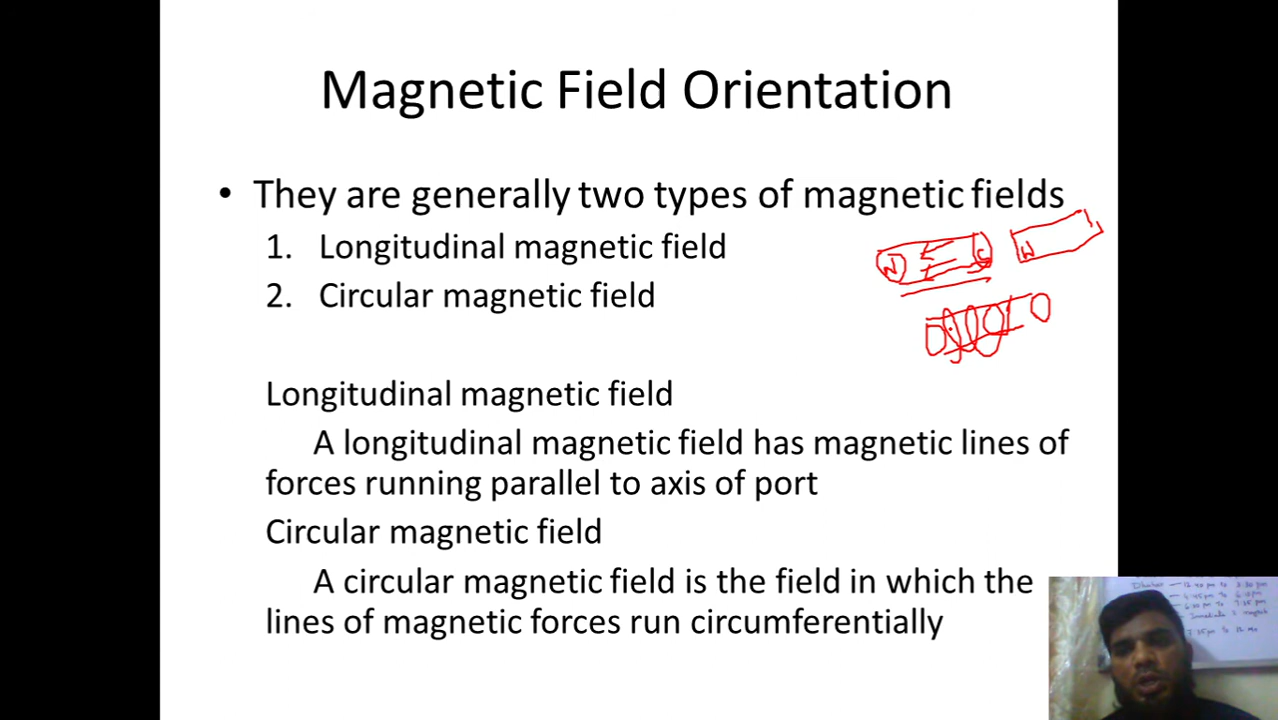 Magnetic Field Orientation
• They are generally two types of magnetic fields
1. Longitudinal magnetic field
2. Circular magnetic field
N
Longitudinal magnetic field
A longitudinal magnetic field has magnetic lines of
forces running parallel to axis of port
Circular magnetic field
A circular magnetic field is the field in which the
lines of magnetic forces run circumferentially